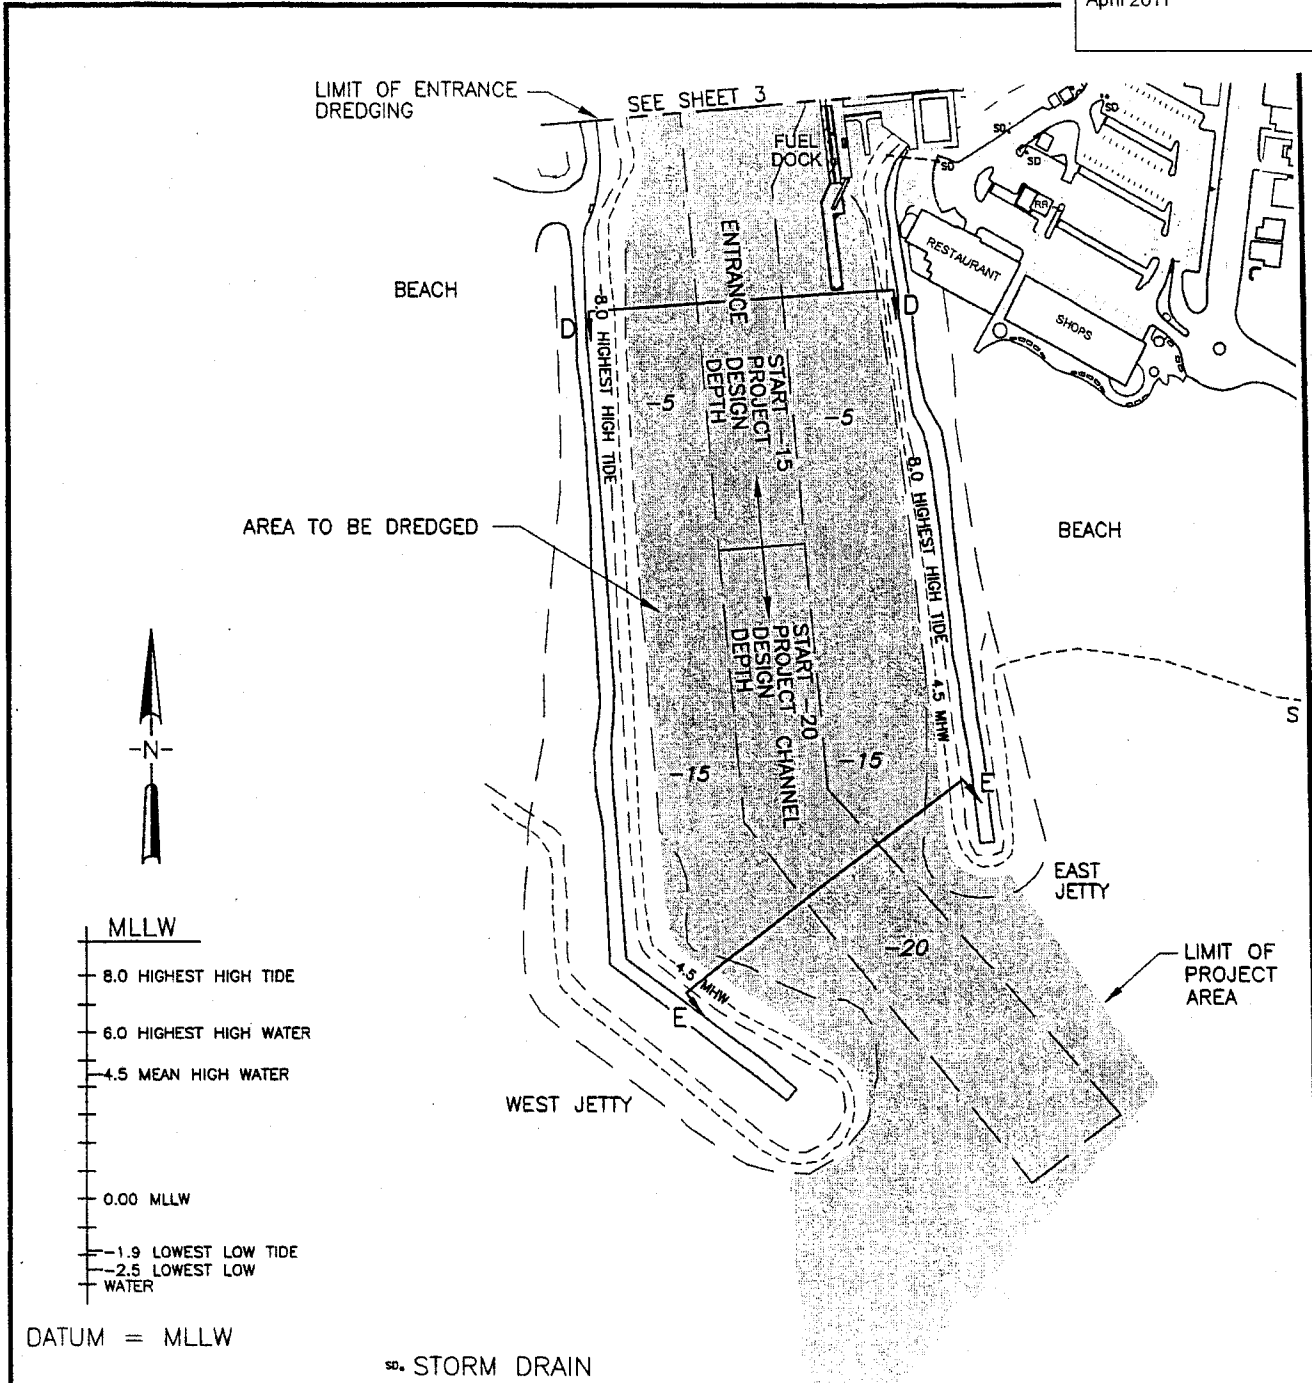 April 2011
LIMIT OF ENTRANCE
DREDGING
SEE SHEET 3
FUEL
DOCK
SD.
SD
SD
SD
RR
RESTAURANT
SHOPS
BEACH
ENTRANCE
D
D
8.0 HIGHEST HIGH TIDE
START -15
PROJECT
DESIGN
DEPTH
-5
-5
8.0 HIGHEST HIGH TIDE
AREA TO BE DREDGED
BEACH
START -20
PROJECT CHANNEL
DESIGN
DEPTH
4.5 MHW
S
-N-
-15
-15
E
EAST
JETTY
-20
LIMIT OF
PROJECT
AREA
4.5 MHW
E
WEST JETTY
MLLW
8.0 HIGHEST HIGH TIDE
6.0 HIGHEST HIGH WATER
4.5 MEAN HIGH WATER
0.00 MLLW
-1.9 LOWEST LOW TIDE
-2.5 LOWEST LOW
WATER
DATUM = MLLW
SD. STORM DRAIN